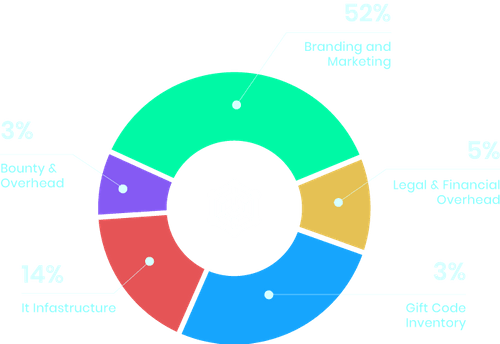 52%
Branding and
Marketing
3%
Bounty &
Overhead
5%
Legal & Financial
Overhead
14%
It Infastructure
3%
Gift Code
Inventory